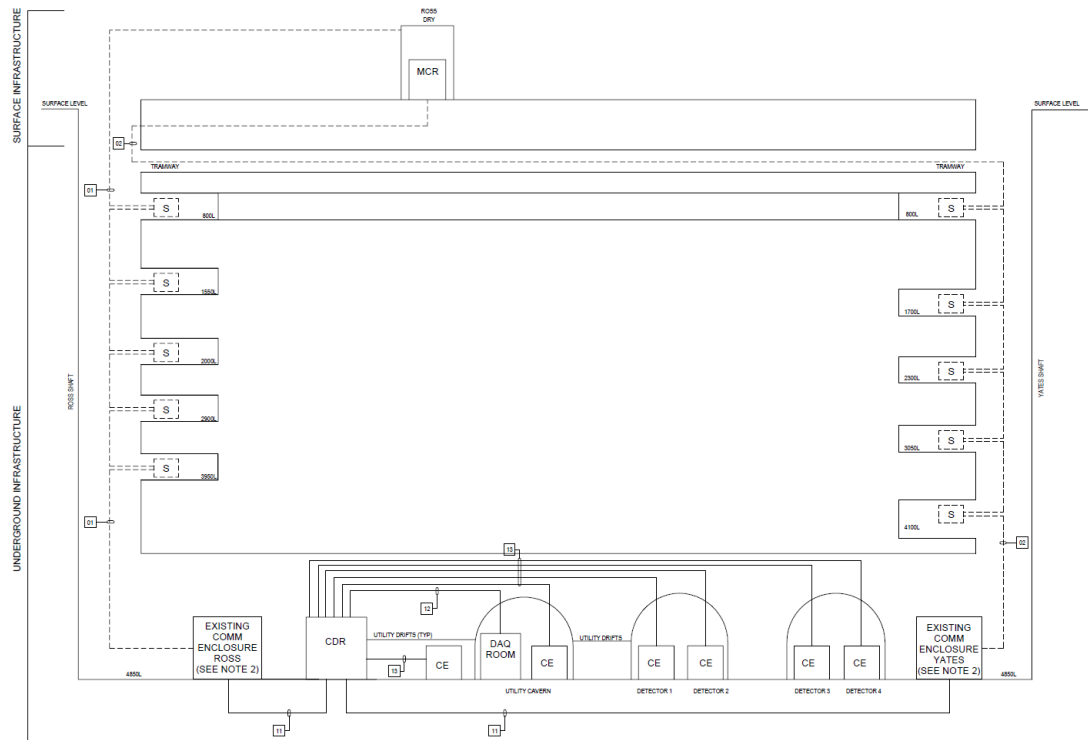 SURFACE INFRASTRUCTURE
ROSS
DRY
MCR
SURFACE LEVEL
SURFACE LEVEL
02
TRAMWAY
TRAMWAY
01
S
800L
S
800L
S
1550L
S
1700L
S
2000L
S
2300L
ROSS SHAFT
YATES SHAFT
S
2900L
S
3050L
S
3950L
S
4100L
UNDERGROUND INFRASTRUCTURE
01
02
13
12
EXISTING
COMM
ENCLOSURE
ROSS
(SEE NOTE 2)
CDR
UTILITY DRIFTS (TYP)
13
CE
DAQ
ROOM
CE
UTILITY DRIFTS
CE
CE
CE
CE
EXISTING
COMM
ENCLOSURE
YATES
(SEE NOTE 2)
4850L
UTILITY CAVERN
DETECTOR 1
DETECTOR 2
DETECTOR 3
DETECTOR 4
4850L
11
11